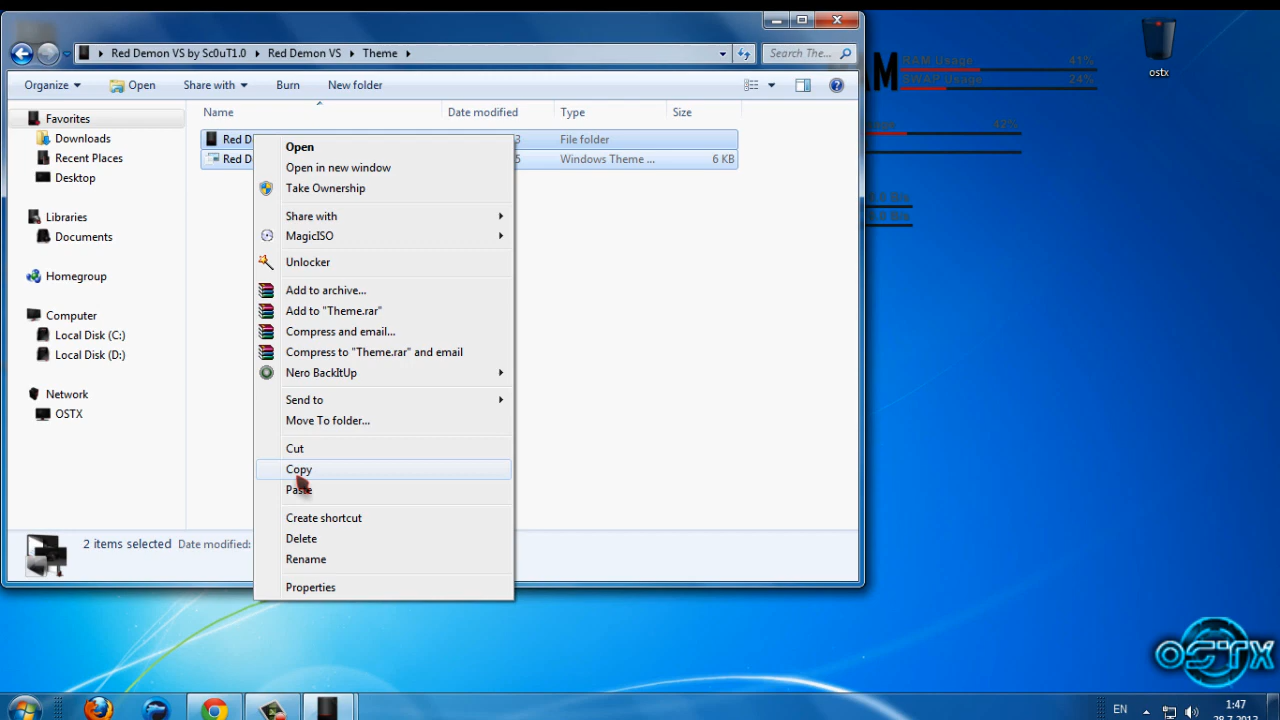 Red Demon VS by Sc0uT1.0
Red Demon VS
Theme
Search The...
Organize
Open
Share with
Burn
New folder
Name
Date modified
Type
Size
Favorites
Downloads
Recent Places
Desktop
Libraries
Documents
Homegroup
Computer
Local Disk (C:)
Local Disk (D:)
Network
OSTX
Red D
3
File folder
Red D
5
Windows Theme ...
6 KB
Open
Open in new window
Take Ownership
Share with
MagicISO
Unlocker
Add to archive...
Add to "Theme.rar"
Compress and email...
Compress to "Theme.rar" and email
Nero BackItUp
Send to
Move To folder...
Cut
Copy
Paste
Create shortcut
Delete
Rename
Properties
2 items selected
Date modified:
ostx
RAM Usage
41%
SWAP Usage
24%
42%
OSTX
EN
1:47
28.7.2013